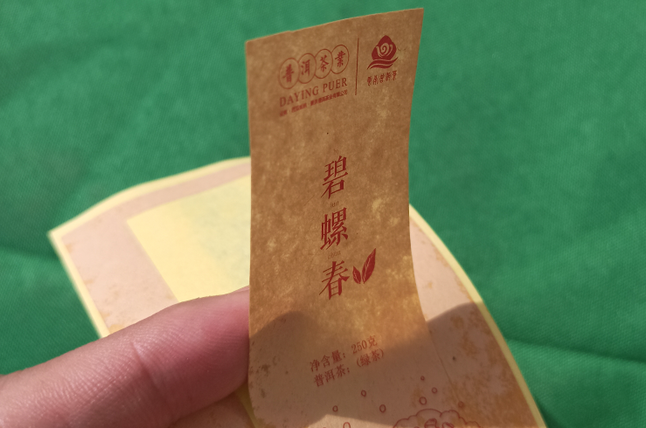 普洱茶業
DAYING PUER
碧螺春
净含量：250克
普洱茶：(绿茶)